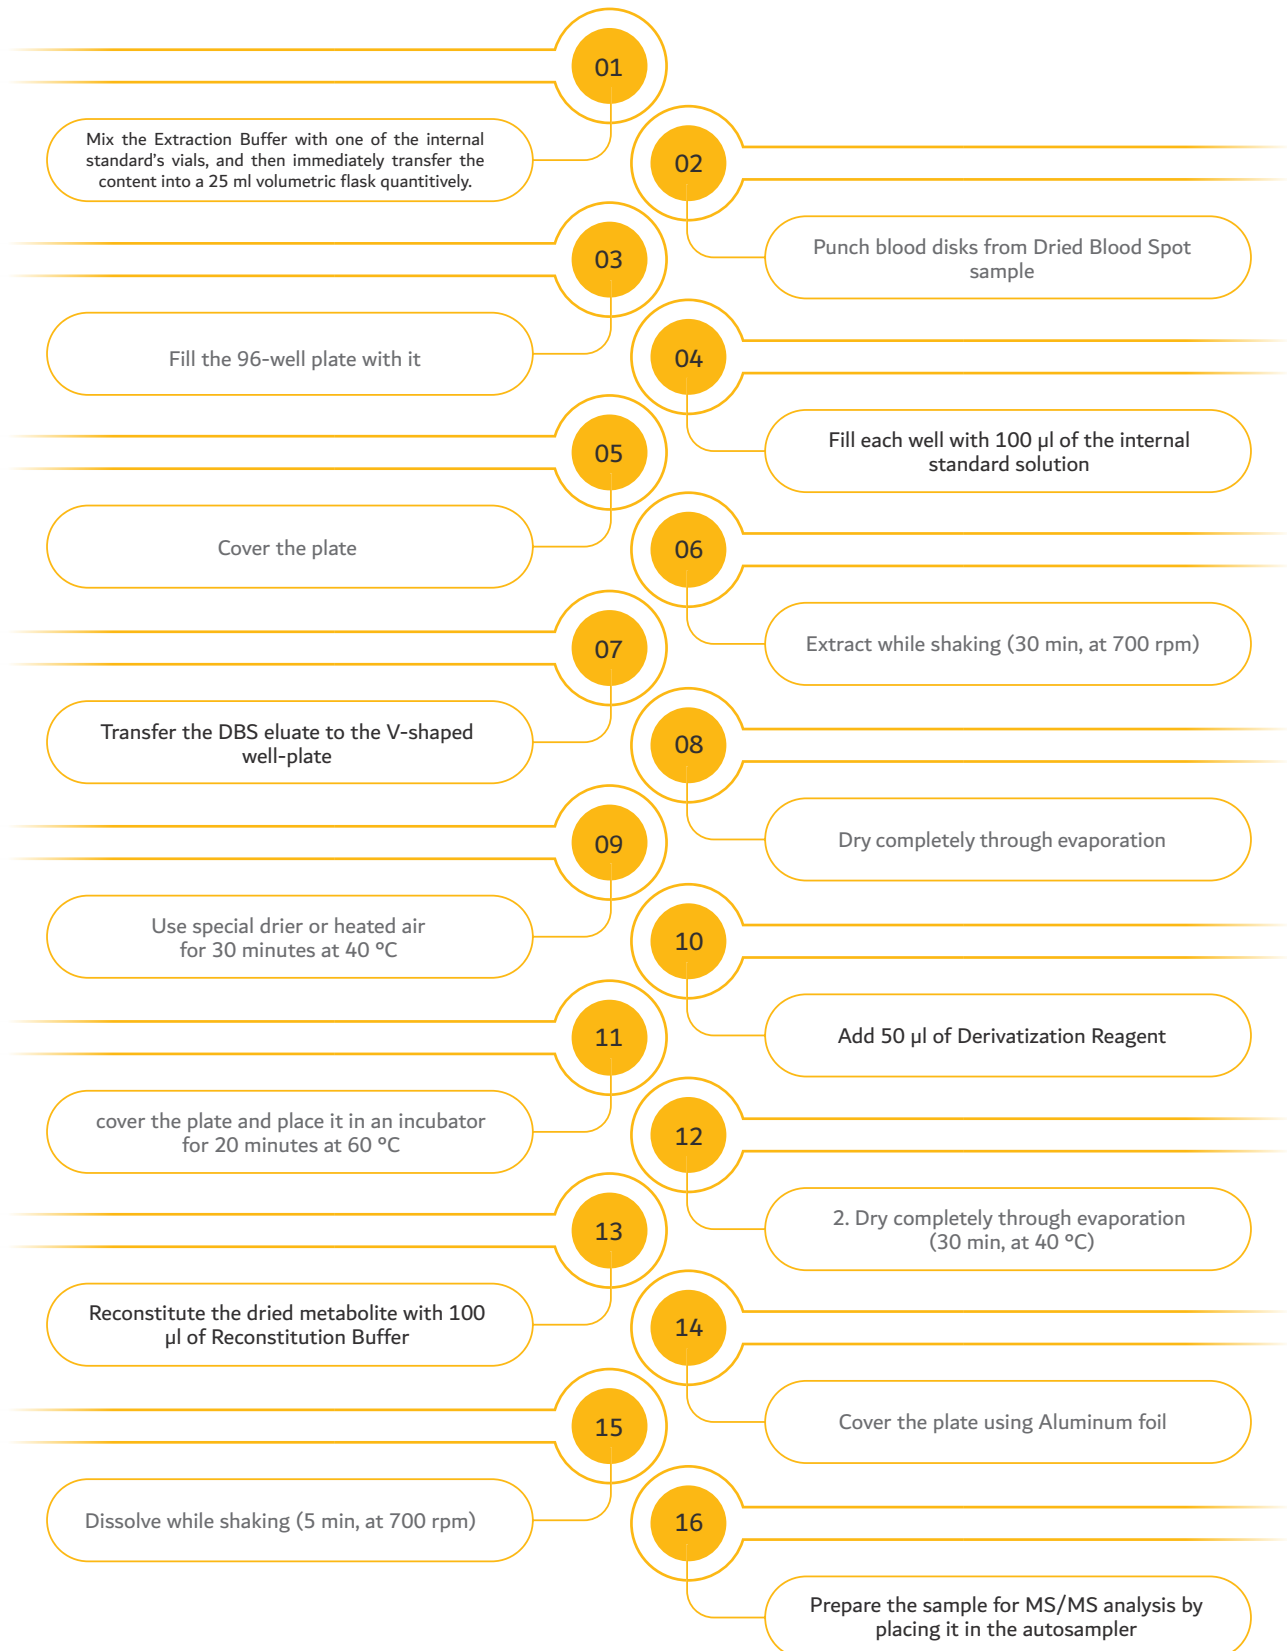 01
Mix the Extraction Buffer with one of the internal
standard's vials, and then immediately transfer the
content into a 25 ml volumetric flask quantitively.
02
Punch blood disks from Dried Blood Spot
sample
03
Fill the 96-well plate with it
04
Fill each well with 100 µl of the internal
standard solution
05
Cover the plate
06
Extract while shaking (30 min, at 700 rpm)
07
Transfer the DBS eluate to the V-shaped
well-plate
08
Dry completely through evaporation
09
Use special drier or heated air
for 30 minutes at 40 °C
10
Add 50 µl of Derivatization Reagent
11
cover the plate and place it in an incubator
for 20 minutes at 60 °C
12
2. Dry completely through evaporation
(30 min, at 40 °C)
13
Reconstitute the dried metabolite with 100
µl of Reconstitution Buffer
14
Cover the plate using Aluminum foil
15
Dissolve while shaking (5 min, at 700 rpm)
16
Prepare the sample for MS/MS analysis by
placing it in the autosampler